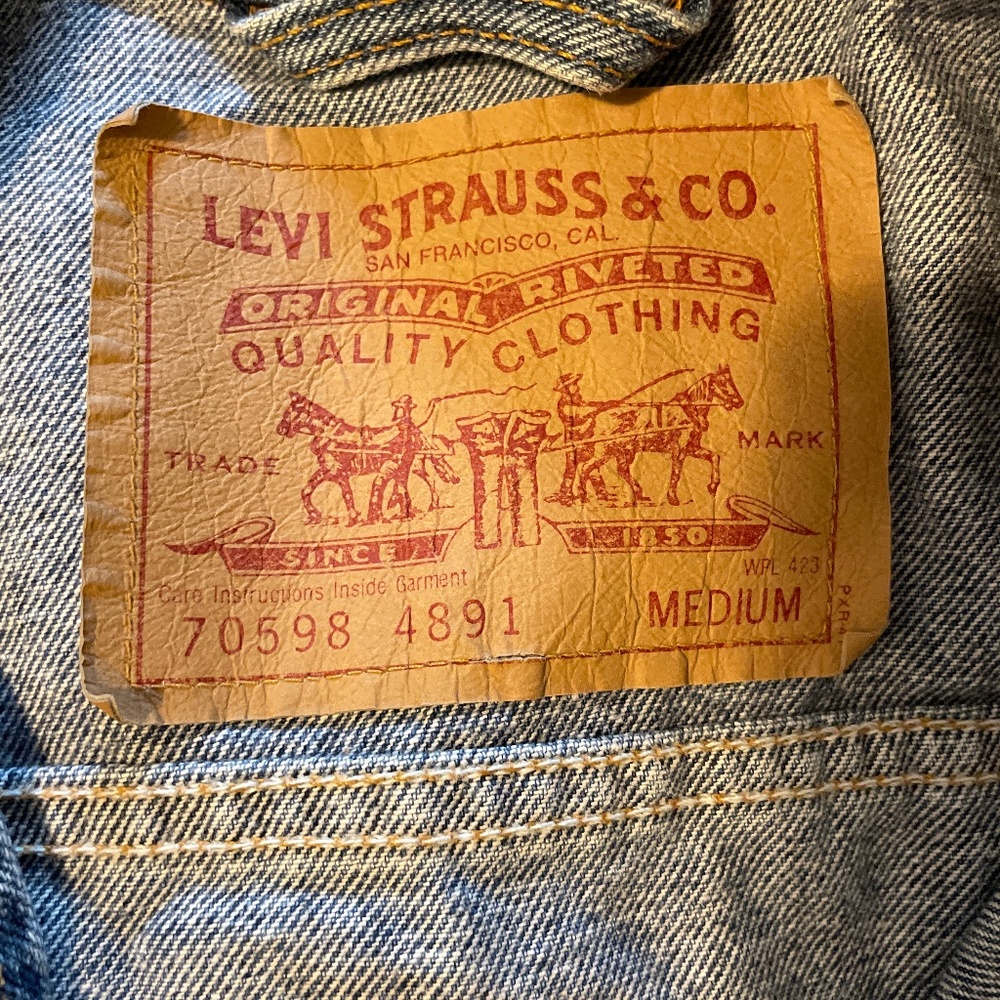 LEVI STRAUSS & CO.
SAN FRANCISCO, CAL.
ORIGINAL RIVETED
QUALITY CLOTHING
TRADE MARK
SINCE 1850
WPL 423
Care Instructions Inside Garment
70598 4891 MEDIUM